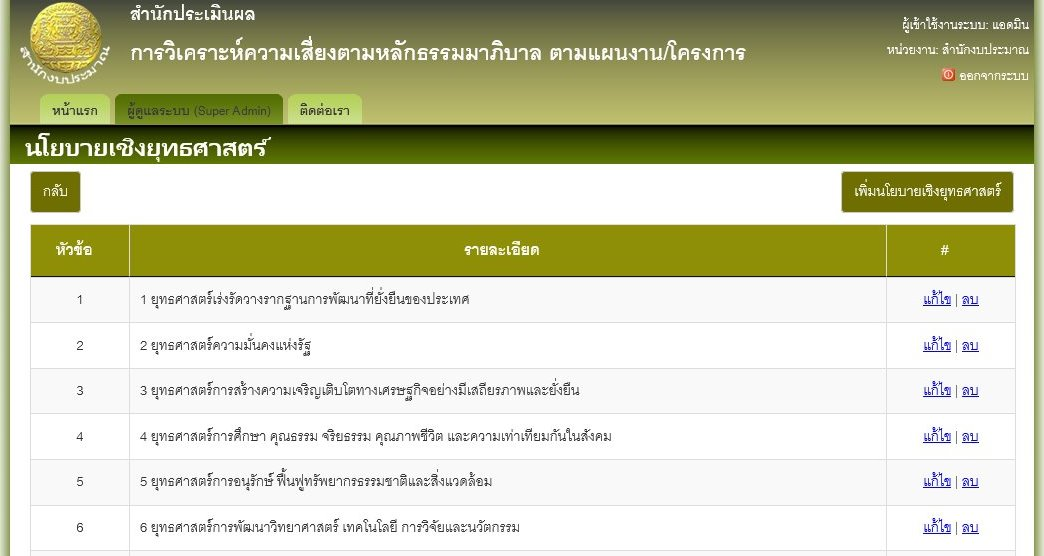 สำนักประเมินผล
การวิเคราะห์ความเสี่ยงตามหลักธรรมมาภิบาล ตามแผนงาน/โครงการ
ผู้เข้าใช้งานระบบ: แอดมิน
หน่วยงาน: สำนักงบประมาณ
ออกจากระบบ
สำนักงบประมาณ
หน้าแรก ผู้ดูแลระบบ (Super Admin) ติดต่อเรา
นโยบายเชิงยุทธศาสตร์
กลับ เพิ่มนโยบายเชิงยุทธศาสตร์
หัวข้อ รายละเอียด #
1 1 ยุทธศาสตร์เร่งรัดวางรากฐานการพัฒนาที่ยั่งยืนของประเทศ แก้ไข | ลบ
2 2 ยุทธศาสตร์ความมั่นคงแห่งรัฐ แก้ไข | ลบ
3 3 ยุทธศาสตร์การสร้างความเจริญเติบโตทางเศรษฐกิจอย่างมีเสถียรภาพและยั่งยืน แก้ไข | ลบ
4 4 ยุทธศาสตร์การศึกษา คุณธรรม จริยธรรม คุณภาพชีวิต และความเท่าเทียมกันในสังคม แก้ไข | ลบ
5 5 ยุทธศาสตร์การอนุรักษ์ ฟื้นฟูทรัพยากรธรรมชาติและสิ่งแวดล้อม แก้ไข | ลบ
6 6 ยุทธศาสตร์การพัฒนาวิทยาศาสตร์ เทคโนโลยี การวิจัยและนวัตกรรม แก้ไข | ลบ